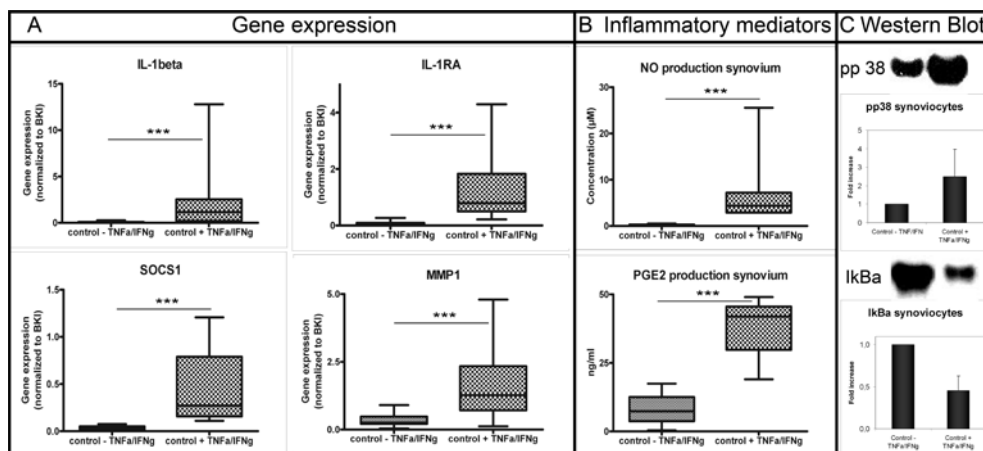 A Gene expression
B Inflammatory mediators
C Western Blot
IL-1beta
Gene expression
(normalized to BKI)
15
10
5
0
***
control - TNFa/IFNg control + TNFa/IFNg
IL-1RA
Gene expression
(normalized to BKI)
4
2
0
***
control - TNFa/IFNg control + TNFa/IFNg
SOCS1
Gene expression
(normalized to BKI)
1.5
1.0
0.5
0.0
***
control - TNFa/IFNg control + TNFa/IFNg
MMP1
Gene expression
(normalized to BKI)
5.0
2.5
0.0
***
control - TNFa/IFNg control + TNFa/IFNg
NO production synovium
Concentration (µM)
30
20
10
0
***
control - TNFa/IFNg control + TNFa/IFNg
PGE2 production synovium
ng/ml
50
25
0
***
control - TNFa/IFNg control + TNFa/IFNg
pp 38
pp38 synoviocytes
Fold increase
5
4
3
2
1
0
Control - TNF/IFN Control +
TNFa/IFNg
IkBa
IkBa synoviocytes
Fold increase
1.0
0.5
0.0
Control - Control +
TNFa/IFNg TNFa/IFNg